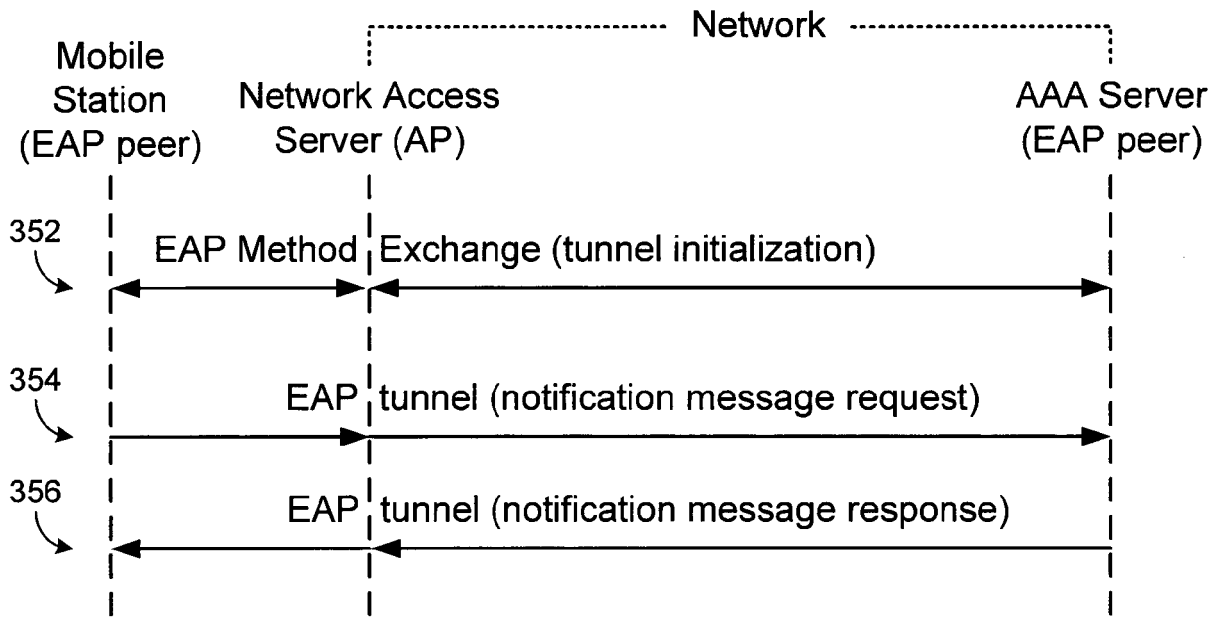 Network
Mobile
Station
(EAP peer)
Network Access
Server (AP)
AAA Server
(EAP peer)
352
EAP Method Exchange (tunnel initialization)
354
EAP tunnel (notification message request)
356
EAP tunnel (notification message response)